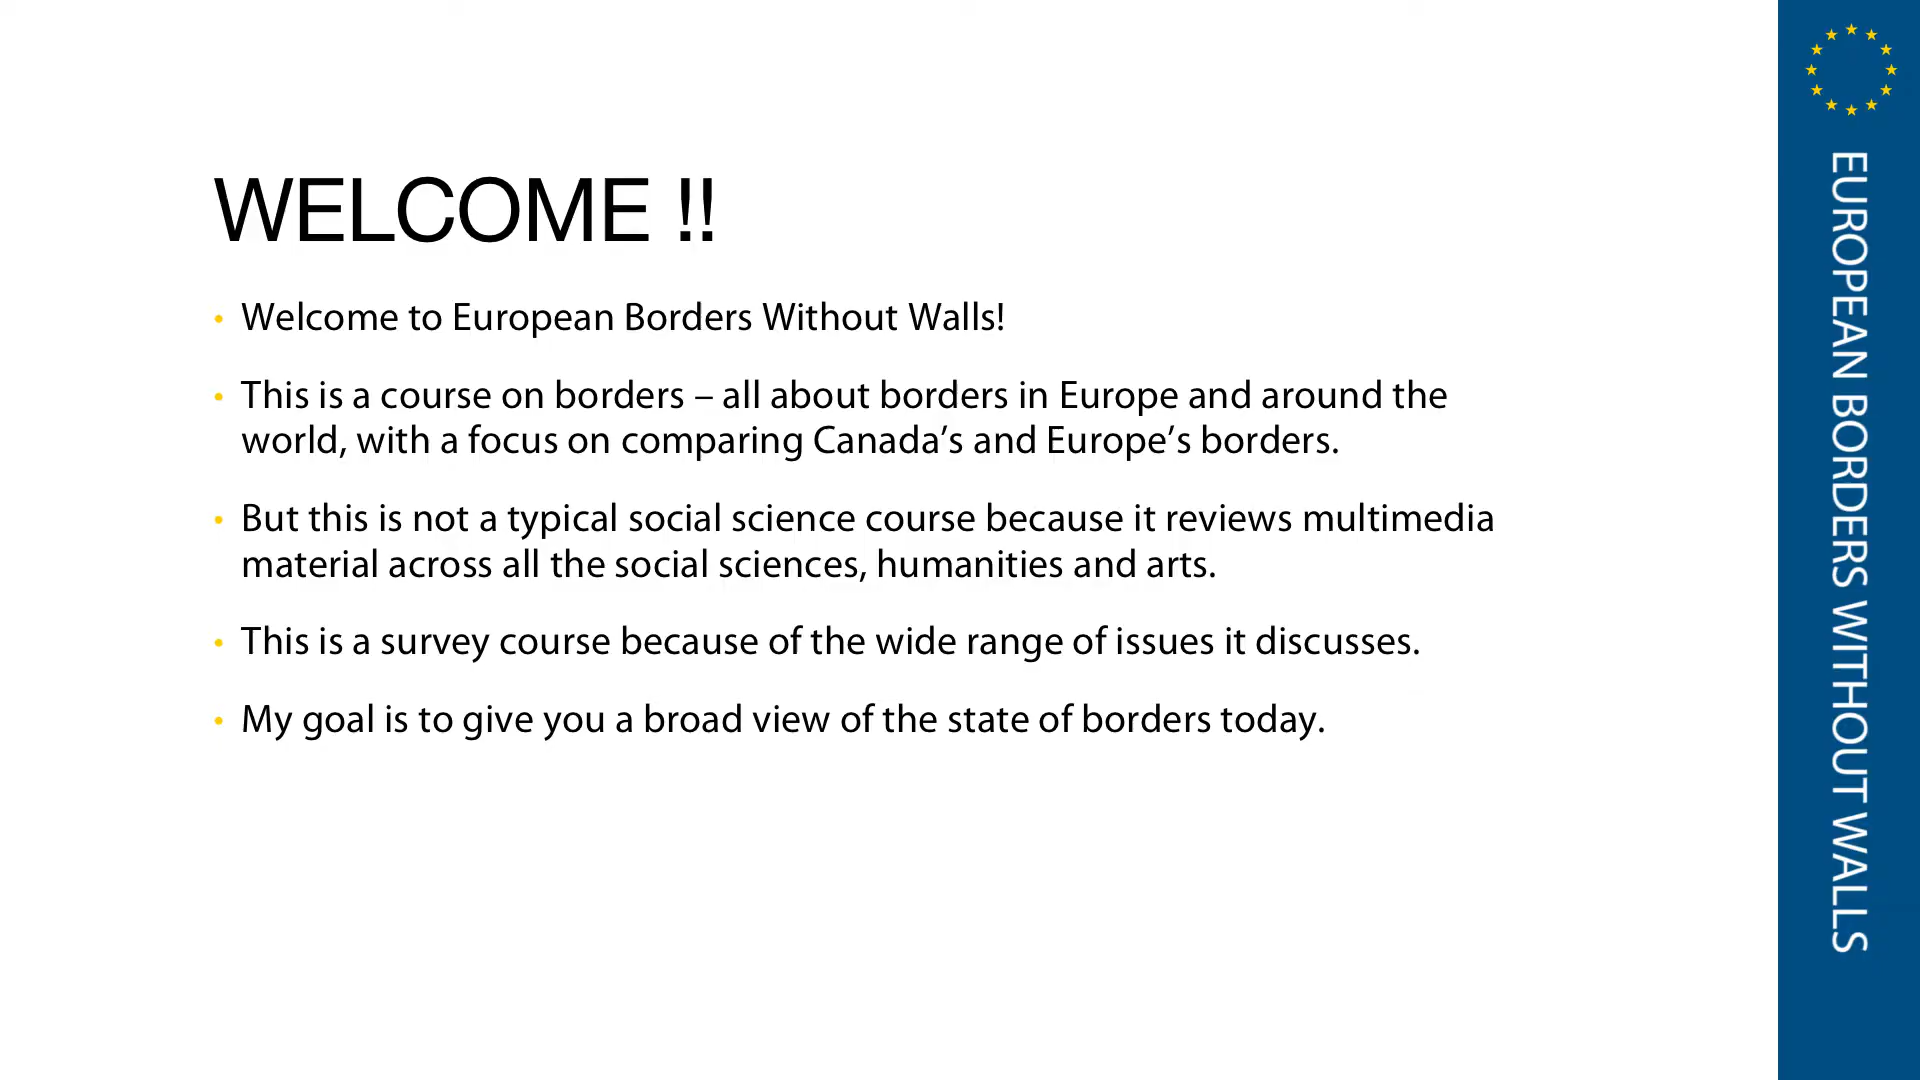 WELCOME !!
• Welcome to European Borders Without Walls!
• This is a course on borders – all about borders in Europe and around the
world, with a focus on comparing Canada’s and Europe’s borders.
• But this is not a typical social science course because it reviews multimedia
material across all the social sciences, humanities and arts.
• This is a survey course because of the wide range of issues it discusses.
• My goal is to give you a broad view of the state of borders today.
EUROPEAN BORDERS WITHOUT WALLS